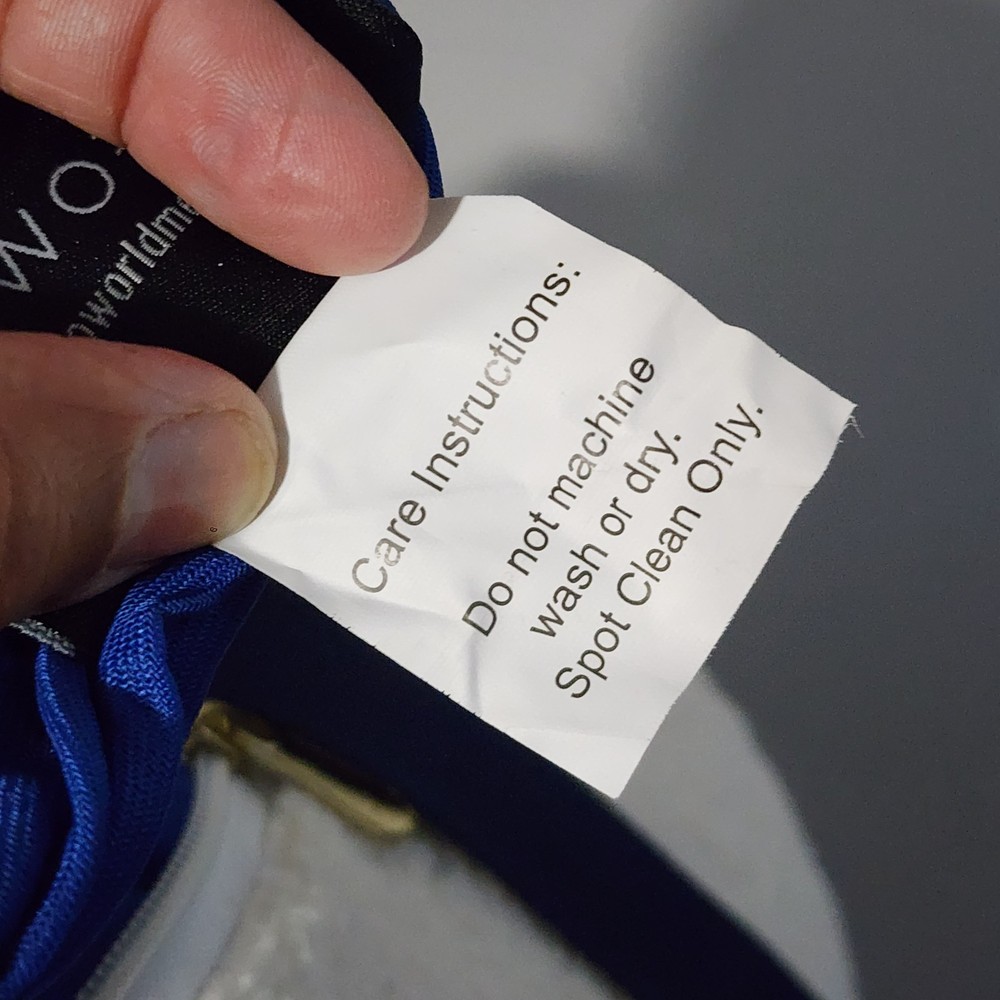 Care Instructions:
Do not machine
wash or dry.
Spot Clean Only.